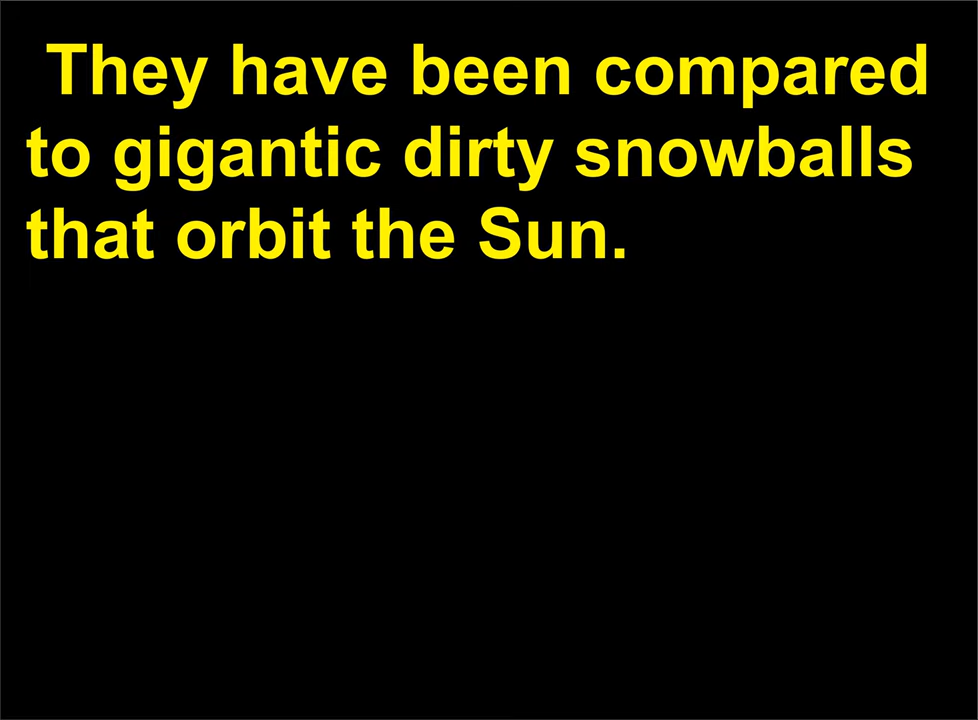 They have been compared
to gigantic dirty snowballs
that orbit the Sun.